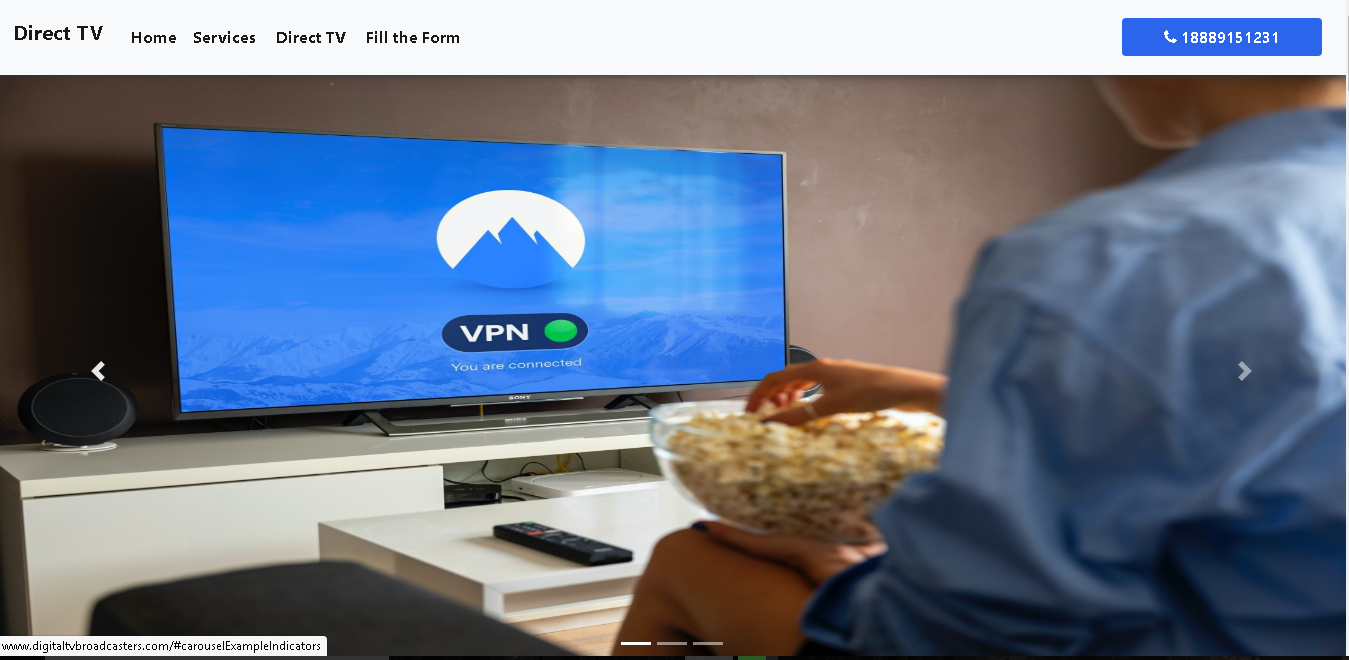 Direct TV
Home Services Direct TV Fill the Form
18889151231
VPN
You are connected
SONY
www.digitaltvbroadcasters.com/#carouselExampleIndicators